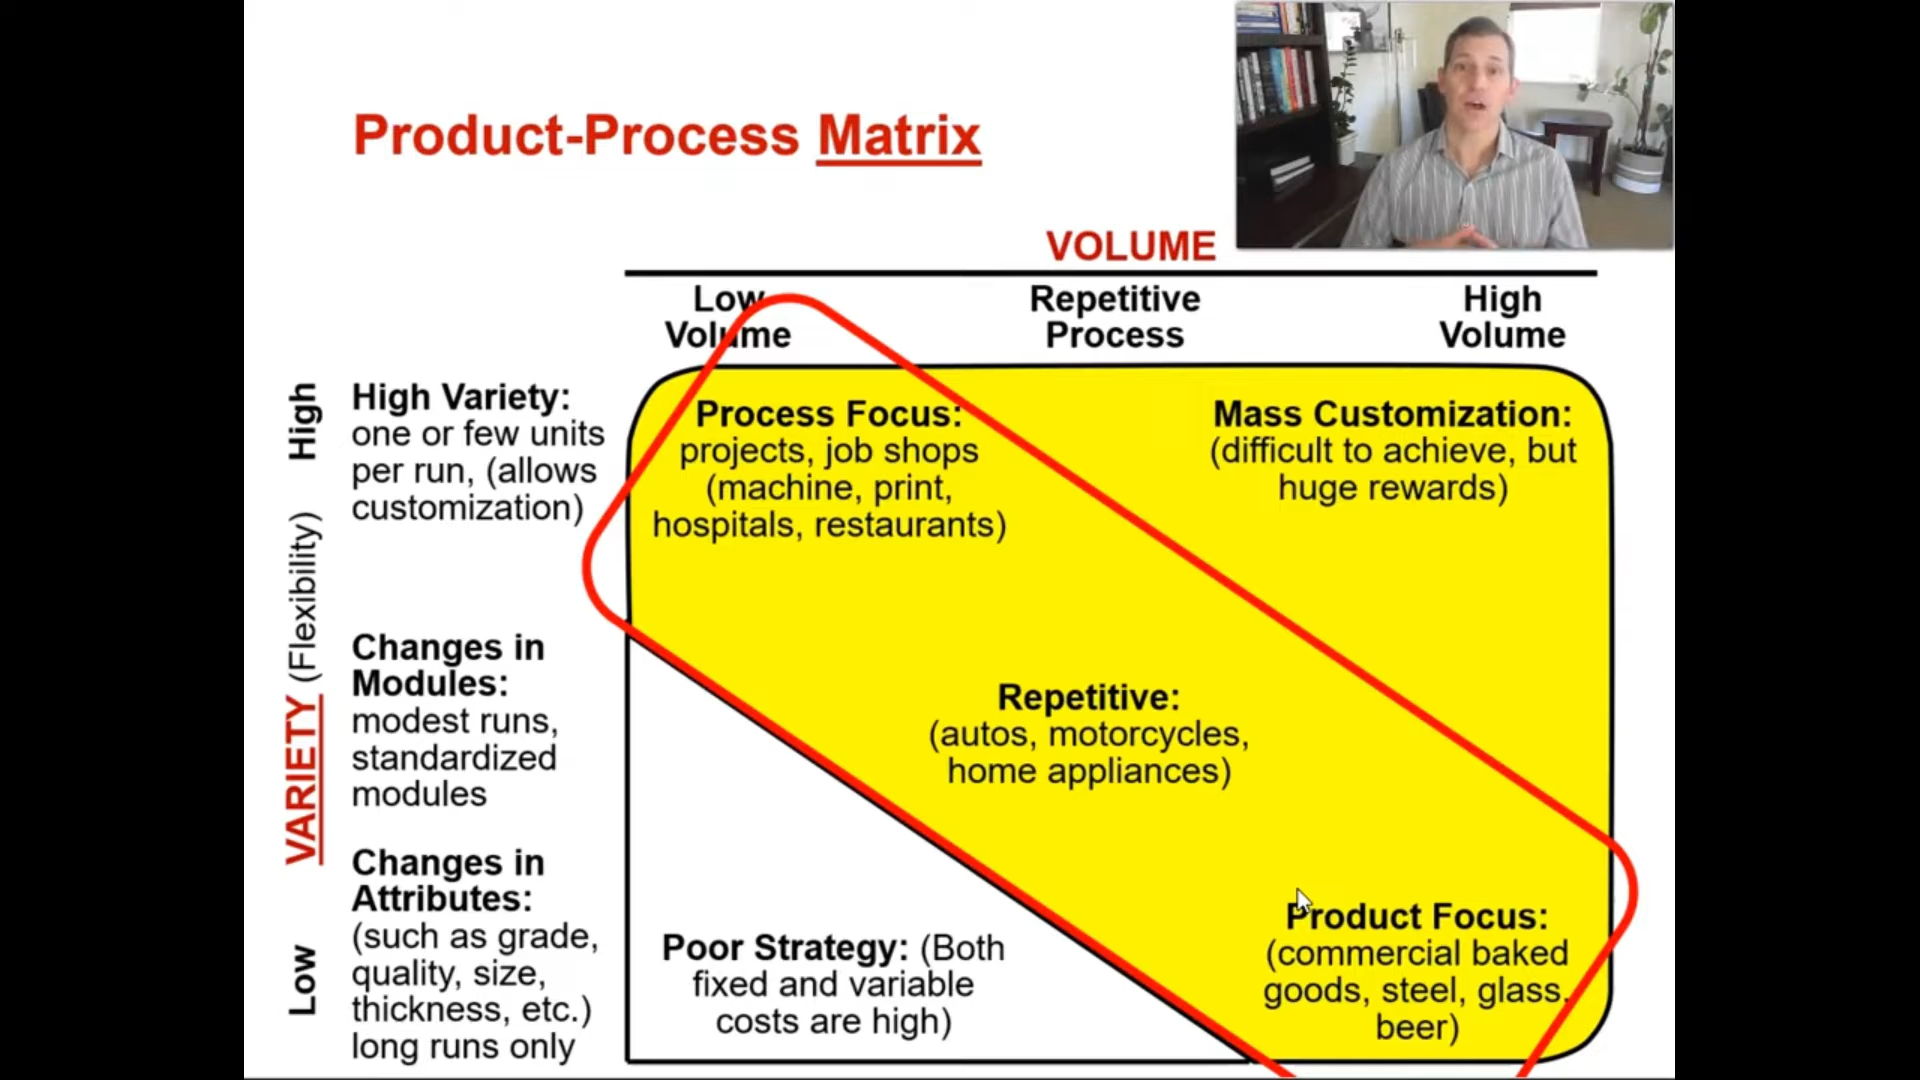 Product-Process Matrix
VOLUME
Low
Volume
Repetitive
Process
High
Volume
VARIETY (Flexibility)
High
Low
High Variety:
one or few units
per run, (allows
customization)
Changes in
Modules:
modest runs,
standardized
modules
Changes in
Attributes:
(such as grade,
quality, size,
thickness, etc.)
long runs only
Process Focus:
projects, job shops
(machine, print,
hospitals, restaurants)
Mass Customization:
(difficult to achieve, but
huge rewards)
Repetitive:
(autos, motorcycles,
home appliances)
Poor Strategy: (Both
fixed and variable
costs are high)
Product Focus:
(commercial baked
goods, steel, glass,
beer)